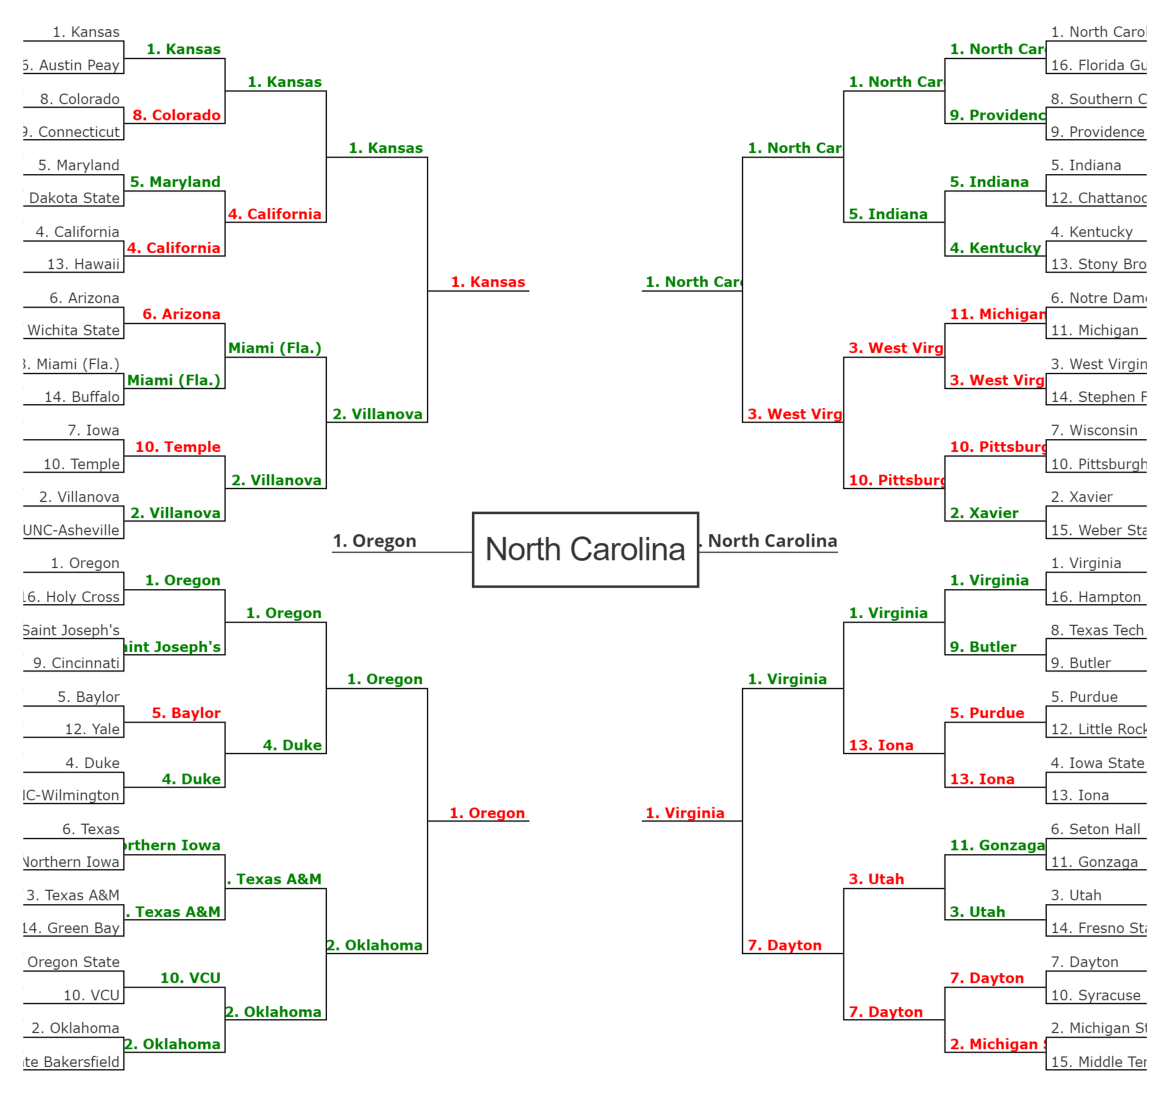 1. Kansas
6. Austin Peay
8. Colorado
9. Connecticut
5. Maryland
Dakota State
4. California
13. Hawaii
6. Arizona
Wichita State
3. Miami (Fla.)
14. Buffalo
7. Iowa
10. Temple
2. Villanova
UNC-Asheville
1. Oregon
16. Holy Cross
Saint Joseph's
9. Cincinnati
5. Baylor
12. Yale
4. Duke
NC-Wilmington
6. Texas
Northern Iowa
3. Texas A&M
14. Green Bay
Oregon State
10. VCU
2. Oklahoma
te Bakersfield
1. Kansas
8. Colorado
5. Maryland
4. California
6. Arizona
Miami (Fla.)
10. Temple
2. Villanova
1. Oregon
aint Joseph's
5. Baylor
4. Duke
orthern Iowa
. Texas A&M
10. VCU
2. Oklahoma
1. Kansas
4. California
Miami (Fla.)
2. Villanova
1. Oregon
4. Duke
. Texas A&M
2. Oklahoma
1. Kansas
2. Villanova
1. Oregon
2. Oklahoma
1. Kansas
1. Oregon
1. Oregon
North Carolina
. North Carolina
1. North Car
1. Virginia
1. North Car
3. West Virg
1. Virginia
7. Dayton
1. North Car
5. Indiana
3. West Virg
10. Pittsburg
1. Virginia
13. Iona
3. Utah
7. Dayton
1. North Car
9. Providenc
5. Indiana
4. Kentucky
11. Michigan
3. West Virg
10. Pittsburg
2. Xavier
1. Virginia
9. Butler
5. Purdue
13. Iona
11. Gonzaga
3. Utah
7. Dayton
2. Michigan S
1. North Carol
16. Florida Gu
8. Southern C
9. Providence
5. Indiana
12. Chattanoo
4. Kentucky
13. Stony Bro
6. Notre Dame
11. Michigan
3. West Virgin
14. Stephen F
7. Wisconsin
10. Pittsburgh
2. Xavier
15. Weber Sta
1. Virginia
16. Hampton
8. Texas Tech
9. Butler
5. Purdue
12. Little Rock
4. Iowa State
13. Iona
6. Seton Hall
11. Gonzaga
3. Utah
14. Fresno Sta
7. Dayton
10. Syracuse
2. Michigan St
15. Middle Ten